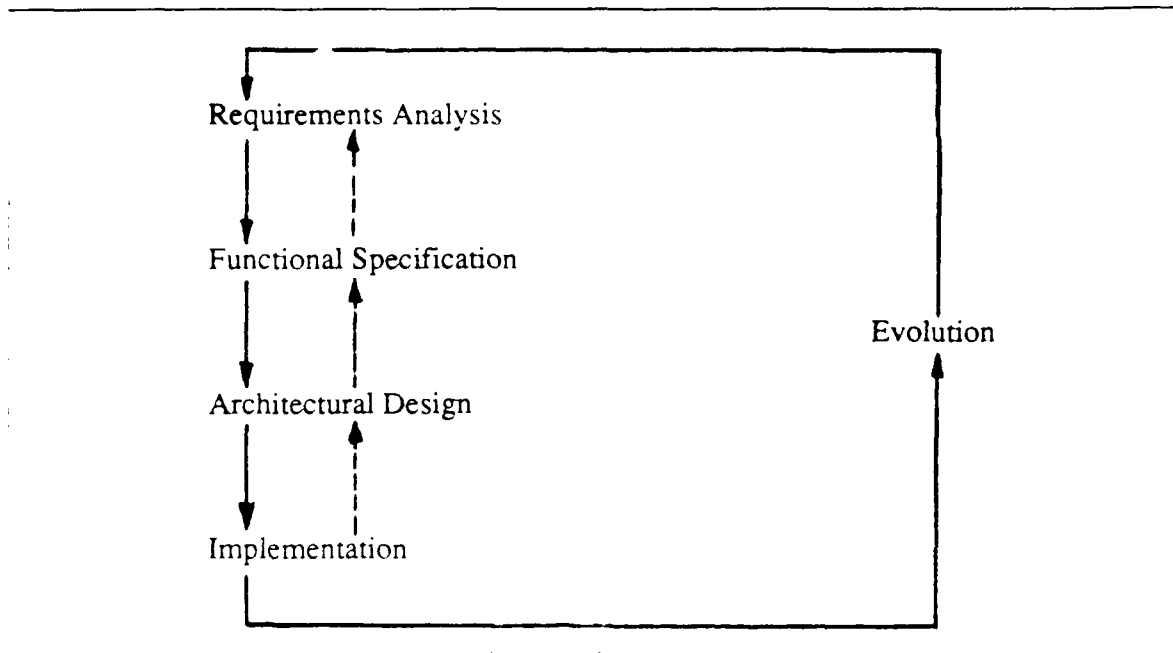 Requirements Analysis
Functional Specification
Evolution
Architectural Design
Implementation